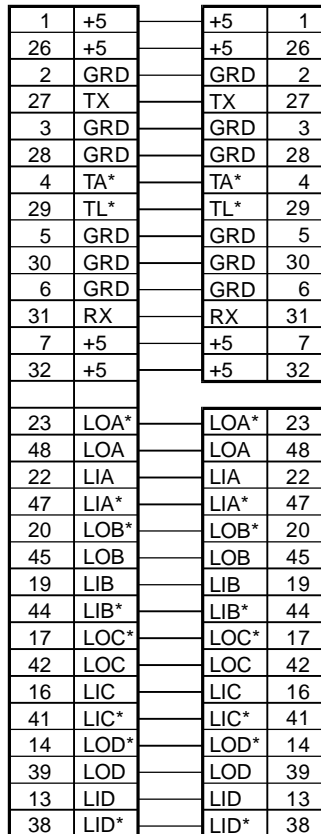 1 +5 +5 1
26 +5 +5 26
2 GRD GRD 2
27 TX TX 27
3 GRD GRD 3
28 GRD GRD 28
4 TA* TA* 4
29 TL* TL* 29
5 GRD GRD 5
30 GRD GRD 30
6 GRD GRD 6
31 RX RX 31
7 +5 +5 7
32 +5 +5 32
23 LOA* LOA* 23
48 LOA LOA 48
22 LIA LIA 22
47 LIA* LIA* 47
20 LOB* LOB* 20
45 LOB LOB 45
19 LIB LIB 19
44 LIB* LIB* 44
17 LOC* LOC* 17
42 LOC LOC 42
16 LIC LIC 16
41 LIC* LIC* 41
14 LOD* LOD* 14
39 LOD LOD 39
13 LID LID 13
38 LID* LID* 38